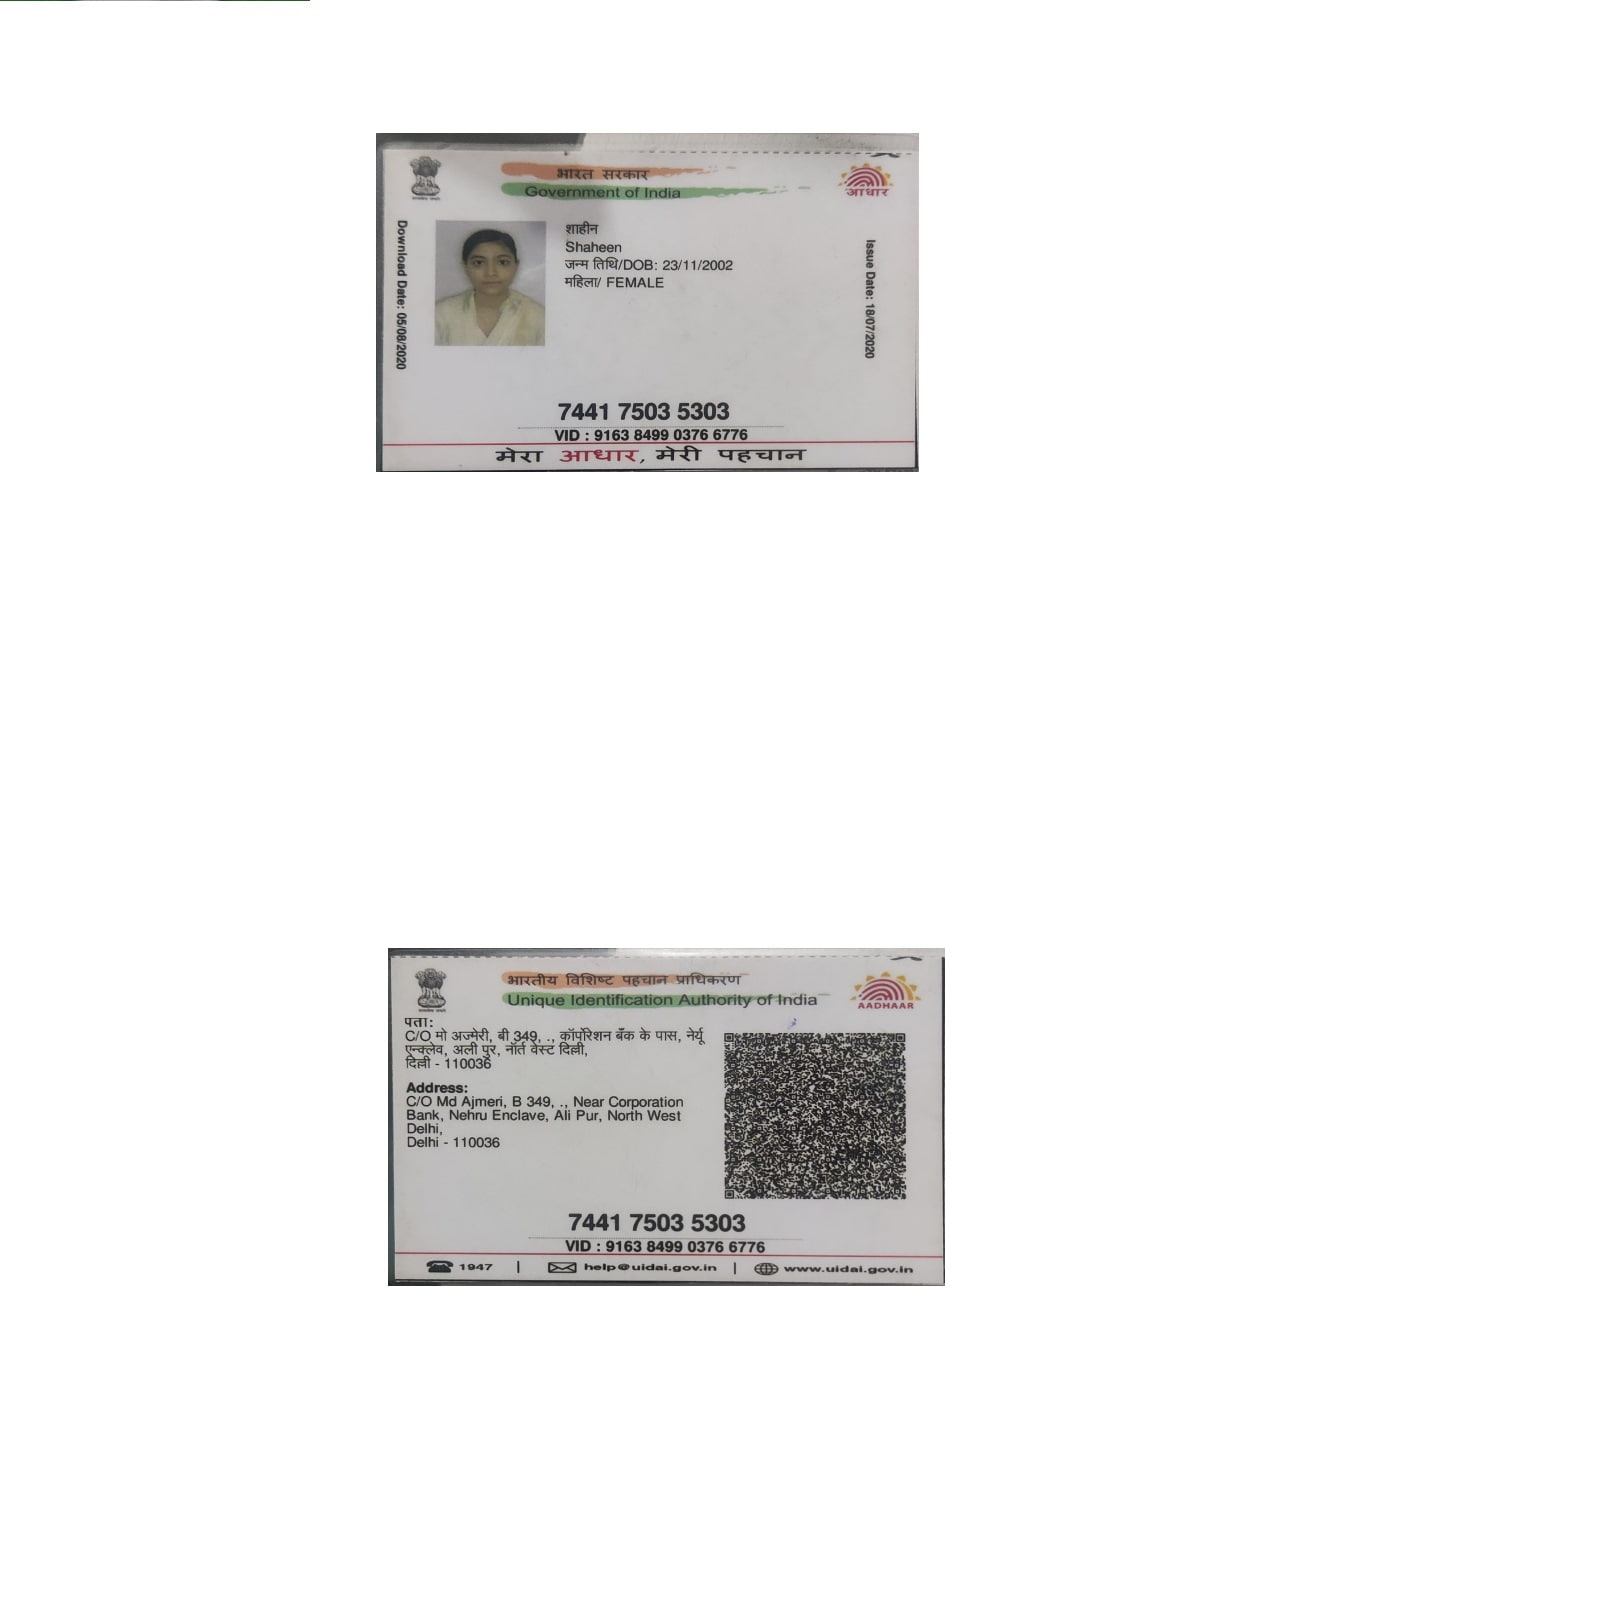 भारत सरकार
Government of India
आधार
Download Date: 05/08/2020
शाहीन
Shaheen
जन्म तिथि/DOB: 23/11/2002
महिला/ FEMALE
Issue Date: 18/07/2020
7441 7503 5303
VID : 9163 8499 0376 6776
मेरा आधार, मेरी पहचान
भारतीय विशिष्ट पहचान प्राधिकरण
Unique Identification Authority of India
AADHAAR
पता:
C/O मो अज्मेरी, बी 349, ., कॉर्पोरेशन बैंक के पास, नेर्यू
एन्क्लेव, अली पुर, नॉर्त वेस्ट दिल्ली,
दिल्ली - 110036
Address:
C/O Md Ajmeri, B 349, ., Near Corporation
Bank, Nehru Enclave, Ali Pur, North West
Delhi,
Delhi - 110036
7441 7503 5303
VID : 9163 8499 0376 6776
1947 | help@uidai.gov.in | www.uidai.gov.in